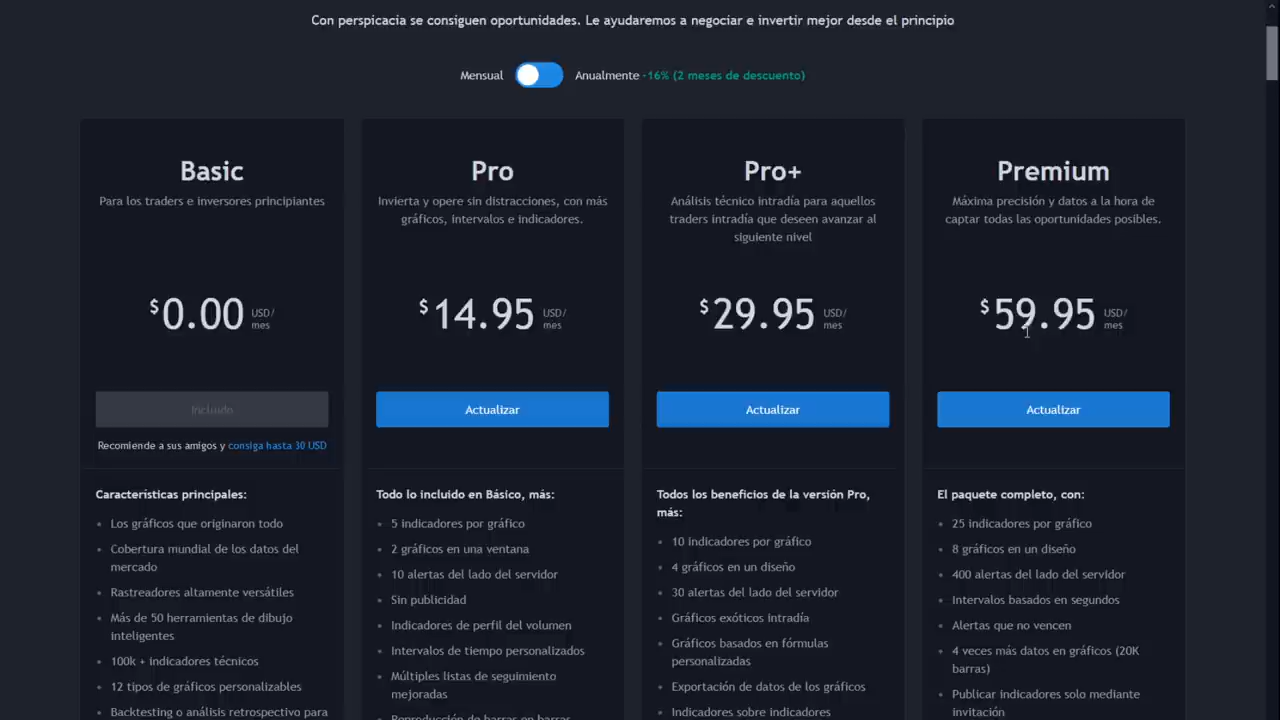 Con perspicacia se consiguen oportunidades. Le ayudaremos a negociar e invertir mejor desde el principio
Mensual
Anualmente -16% (2 meses de descuento)
Basic
Para los traders e inversores principiantes
$0.00 USD/
mes
Incluido
Recomiende a sus amigos y consiga hasta 30 USD
Características principales:
• Los gráficos que originaron todo
• Cobertura mundial de los datos del
mercado
• Rastreadores altamente versátiles
• Más de 50 herramientas de dibujo
inteligentes
• 100k + indicadores técnicos
• 12 tipos de gráficos personalizables
• Backtesting o análisis retrospectivo para
Pro
Invierta y opere sin distracciones, con más
gráficos, intervalos e indicadores.
$14.95 USD/
mes
Actualizar
Todo lo incluido en Básico, más:
• 5 indicadores por gráfico
• 2 gráficos en una ventana
• 10 alertas del lado del servidor
• Sin publicidad
• Indicadores de perfil del volumen
• Intervalos de tiempo personalizados
• Múltiples listas de seguimiento
mejoradas
• Reproducción de barras en barras
Pro+
Análisis técnico intradía para aquellos
traders intradía que deseen avanzar al
siguiente nivel
$29.95 USD/
mes
Actualizar
Todos los beneficios de la versión Pro,
más:
• 10 indicadores por gráfico
• 4 gráficos en un diseño
• 30 alertas del lado del servidor
• Gráficos exóticos intradía
• Gráficos basados en fórmulas
personalizadas
• Exportación de datos de los gráficos
• Indicadores sobre indicadores
Premium
Máxima precisión y datos a la hora de
captar todas las oportunidades posibles.
$59.95 USD/
mes
Actualizar
El paquete completo, con:
• 25 indicadores por gráfico
• 8 gráficos en un diseño
• 400 alertas del lado del servidor
• Intervalos basados en segundos
• Alertas que no vencen
• 4 veces más datos en gráficos (20K
barras)
• Publicar indicadores solo mediante
invitación